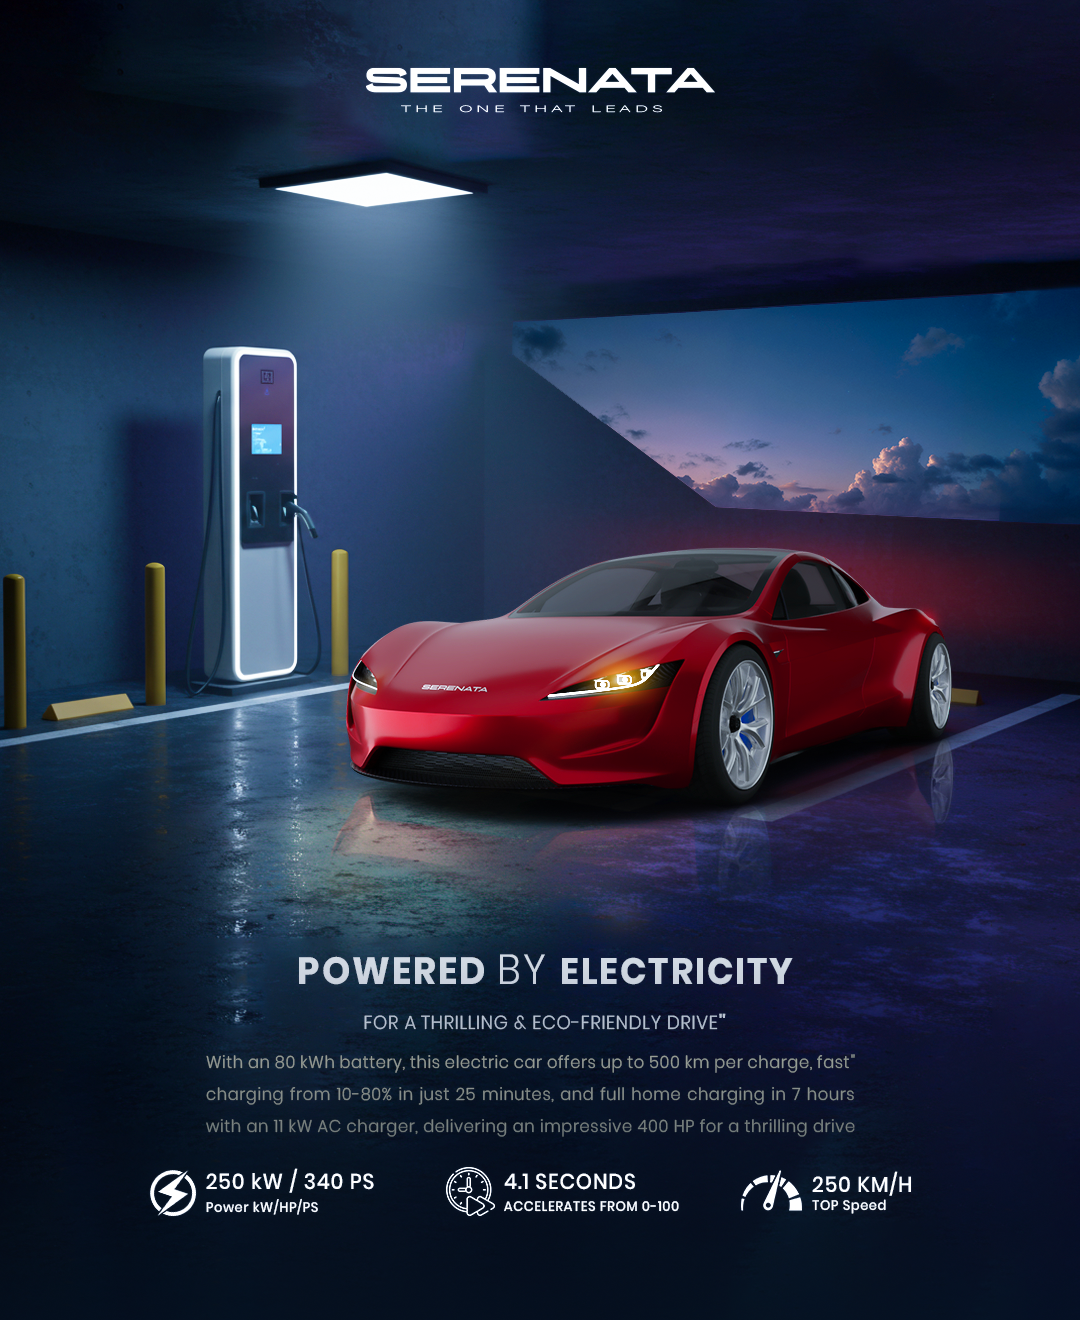 SERENATA
THE ONE THAT LEADS
SERENATA
POWERED BY ELECTRICITY
FOR A THRILLING & ECO-FRIENDLY DRIVE"
With an 80 kWh battery, this electric car offers up to 500 km per charge, fast"
charging from 10-80% in just 25 minutes, and full home charging in 7 hours
with an 11 kW AC charger, delivering an impressive 400 HP for a thrilling drive
250 kW / 340 PS
Power kW/HP/PS
4.1 SECONDS
ACCELERATES FROM 0-100
250 KM/H
TOP Speed